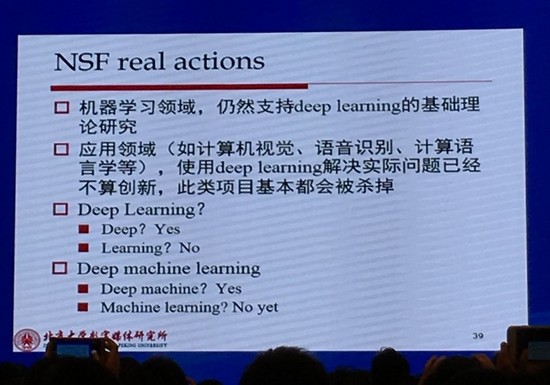 NSF real actions
机器学习领域，仍然支持deep learning的基础理
论研究
应用领域（如计算机视觉、语音识别、计算语
言学等），使用deep learning解决实际问题已经
不算创新，此类项目基本都会被杀掉
Deep Learning？
Deep？Yes
Learning？No
Deep machine learning
Deep machine？Yes
Machine learning? No yet
北京大学数字媒体研究所
PEKING UNIVERSITY
39